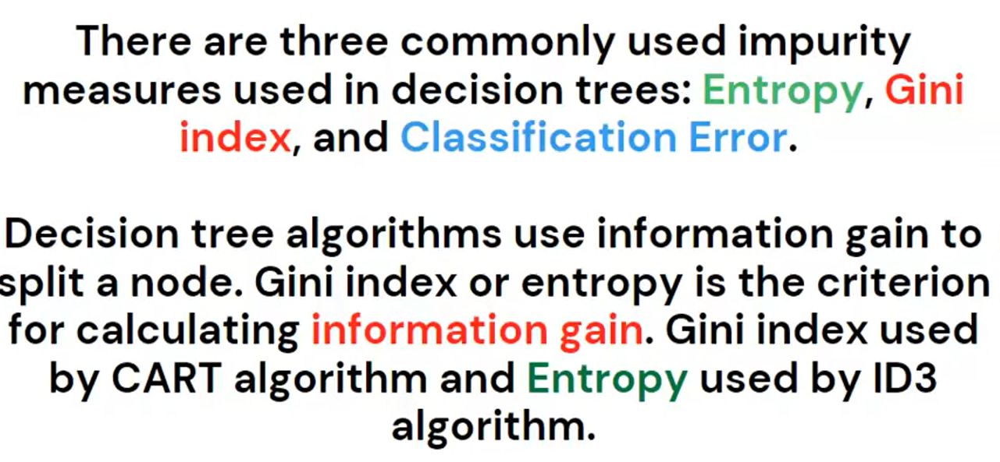 There are three commonly used impurity
measures used in decision trees: Entropy, Gini
index, and Classification Error.
Decision tree algorithms use information gain to
split a node. Gini index or entropy is the criterion
for calculating information gain. Gini index used
by CART algorithm and Entropy used by ID3
algorithm.